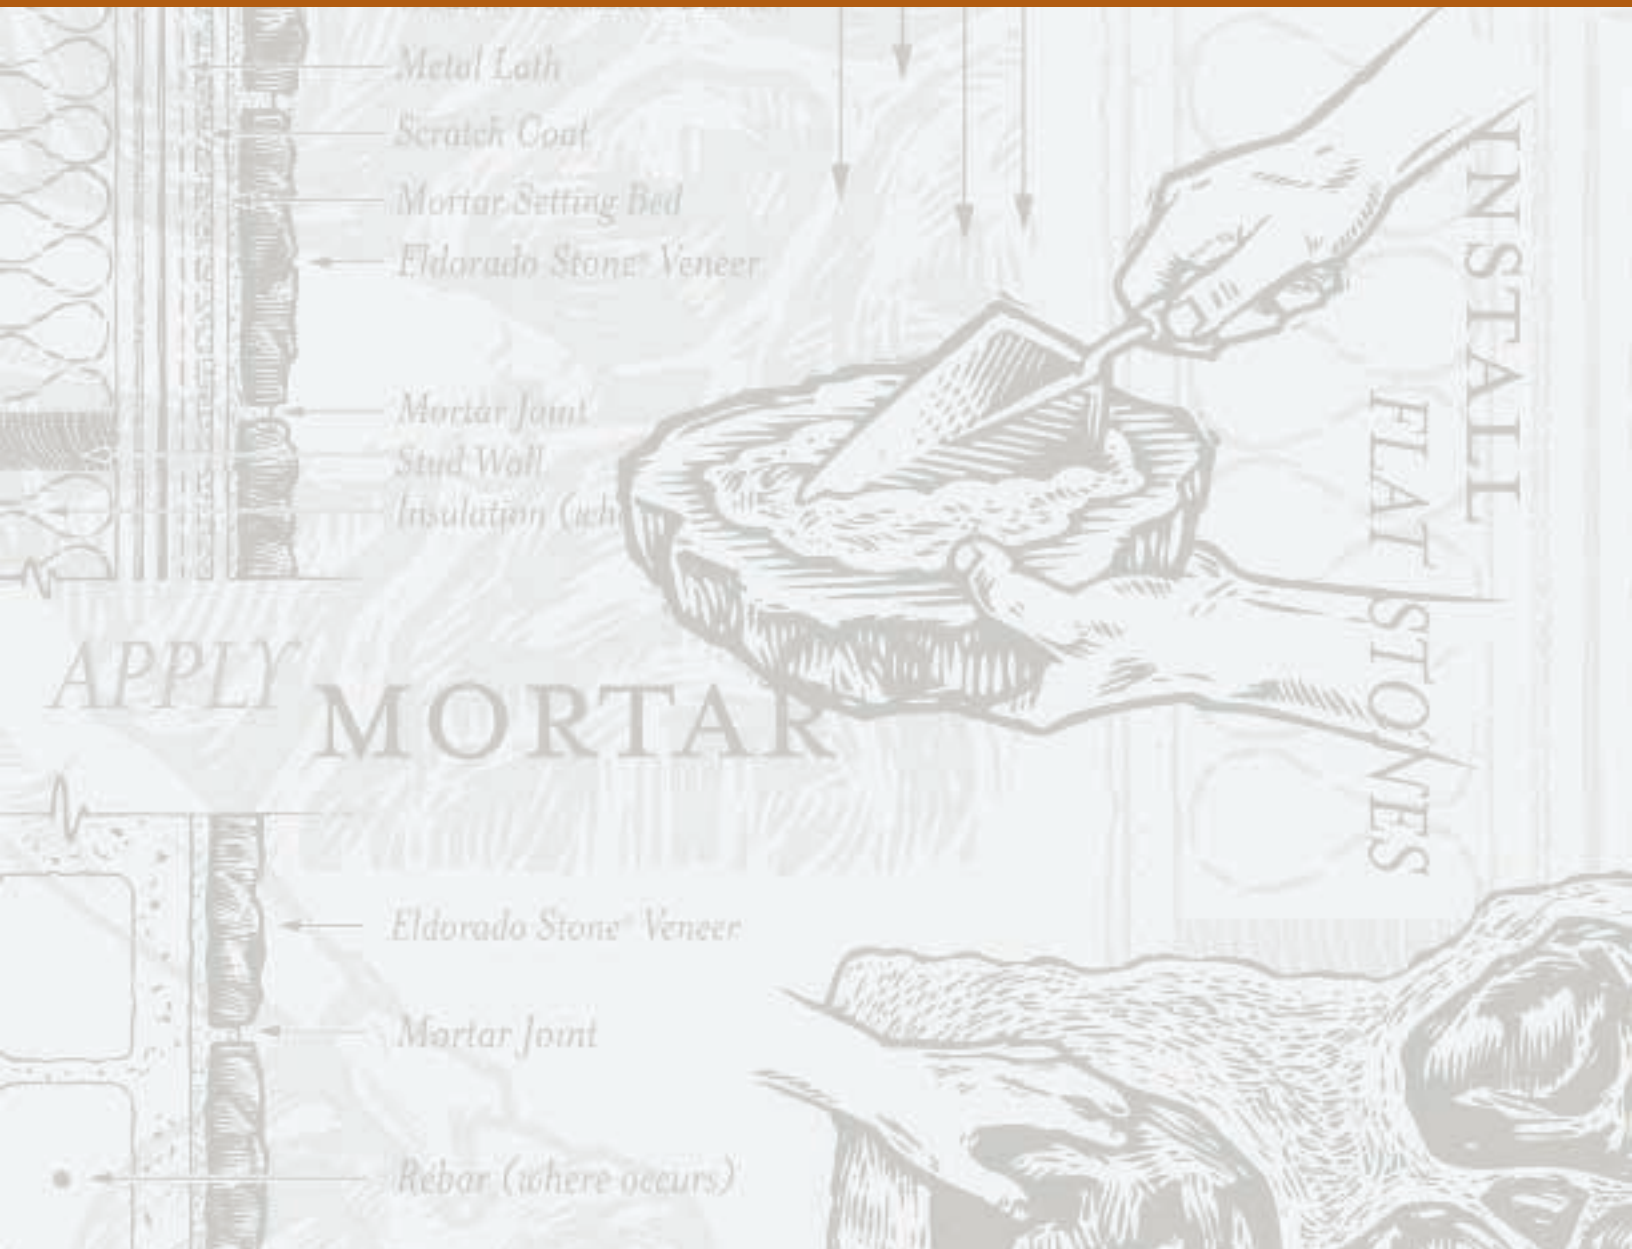 Metal Lath
Scratch Coat
Mortar Setting Bed
Eldorado Stone® Veneer
Mortar Joint
Stud Wall
Insulation
INSTALL
FLAT STONES
APPLY
MORTAR
Eldorado Stone® Veneer
Mortar Joint
Rebar (where occurs)